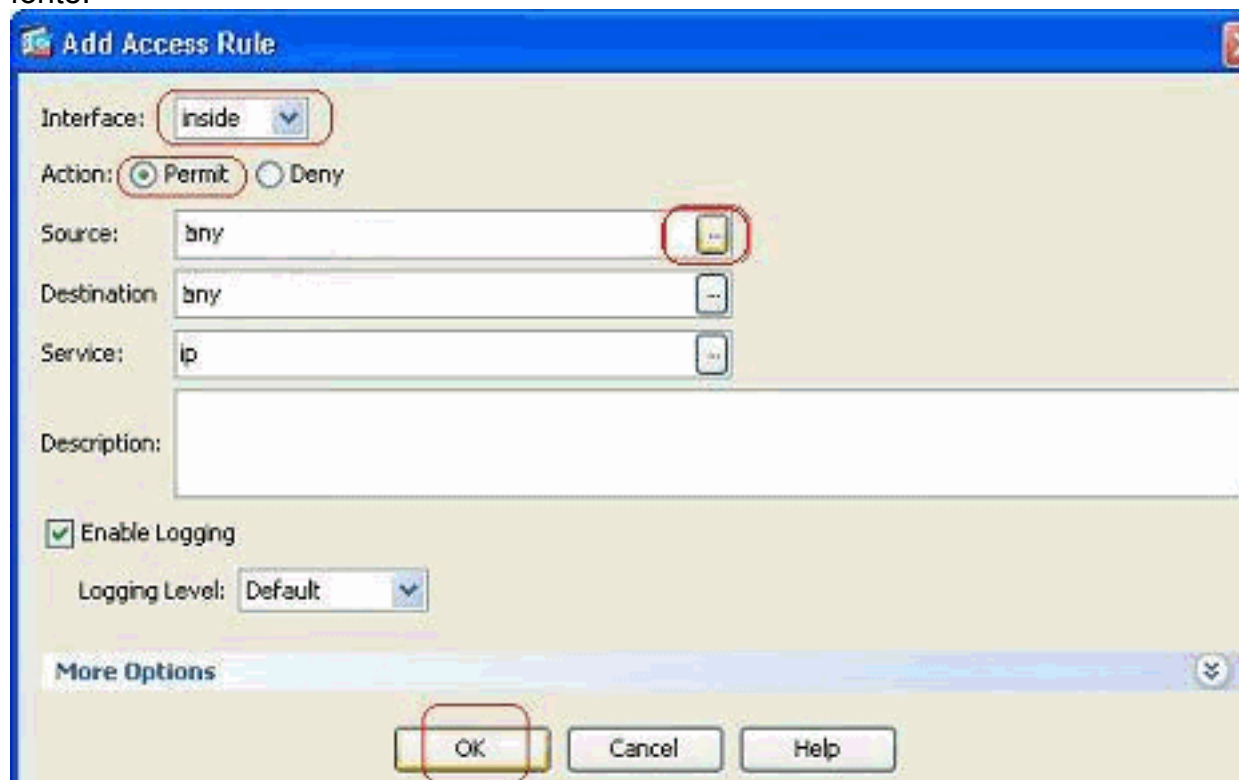 Add Access Rule
Interface: inside
Action: Permit Deny
Source: any ...
Destination any ...
Service: ip ...
Description:
Enable Logging
Logging Level: Default
More Options
OK Cancel Help